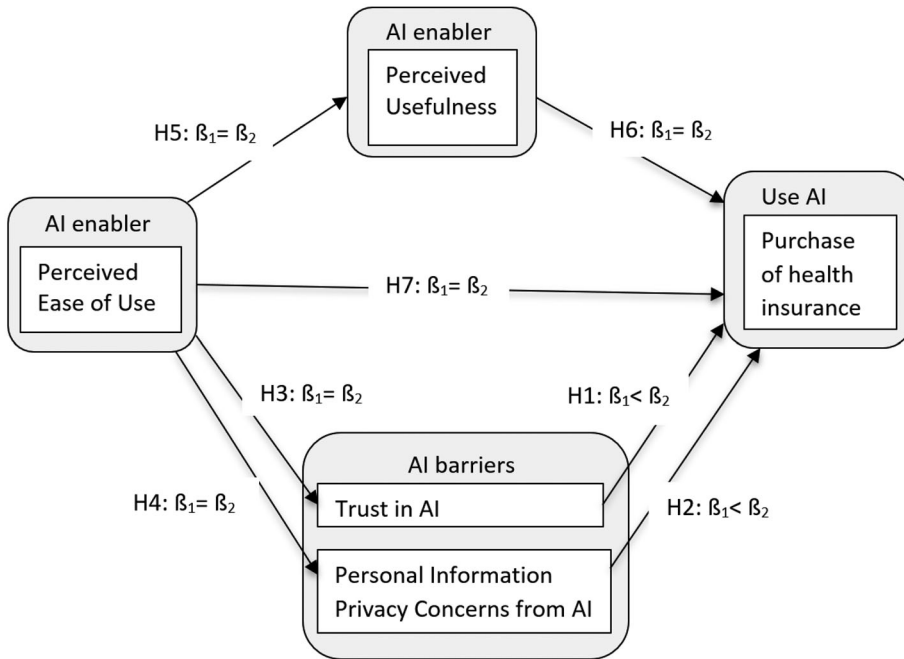 AI enabler
Perceived
Usefulness
H5: ß₁= ß₂
H6: ß₁= ß₂
AI enabler
Perceived
Ease of Use
Use AI
Purchase
of health
insurance
H7: ß₁= ß₂
H3: ß₁= ß₂
H1: ß₁< ß₂
AI barriers
Trust in AI
H4: ß₁= ß₂
H2: ß₁< ß₂
Personal Information
Privacy Concerns from AI